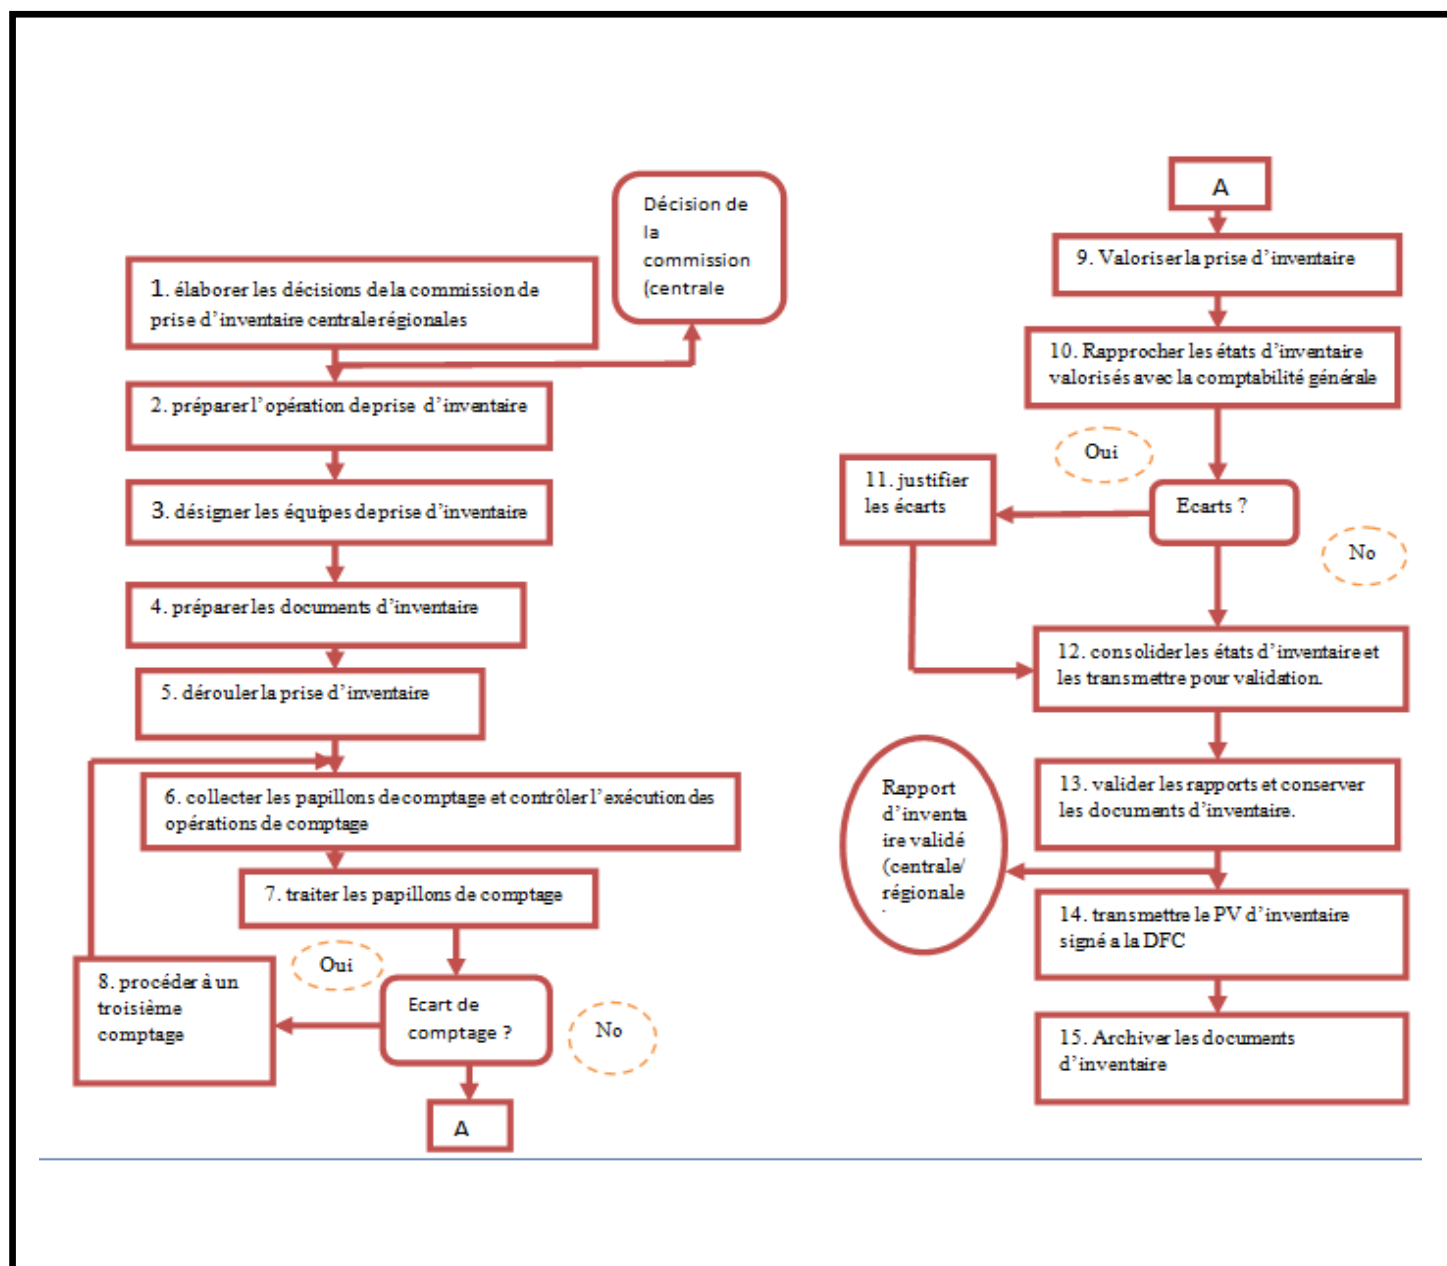 Décision de
la
commission
(centrale
1. élaborer les décisions de la commission de
prise d'inventaire centrale régionales
2. préparer l'opération de prise d'inventaire
3. désigner les équipes de prise d'inventaire
4. préparer les documents d'inventaire
5. dérouler la prise d'inventaire
6. collecter les papillons de comptage et contrôler l'exécution des
opérations de comptage
7. traiter les papillons de comptage
Oui
8. procéder à un
troisième
comptage
Ecart de
comptage ?
No
A
A
9. Valoriser la prise d'inventaire
10. Rapprocher les états d'inventaire
valorisés avec la comptabilité générale
Oui
11. justifier
les écarts
Ecarts ?
No
12. consolider les états d'inventaire et
les transmettre pour validation.
13. valider les rapports et conserver
les documents d'inventaire.
Rapport
d'inventa
ire validé
(centrale/
régionale
14. transmettre le PV d'inventaire
signé a la DFC
15. Archiver les documents
d'inventaire